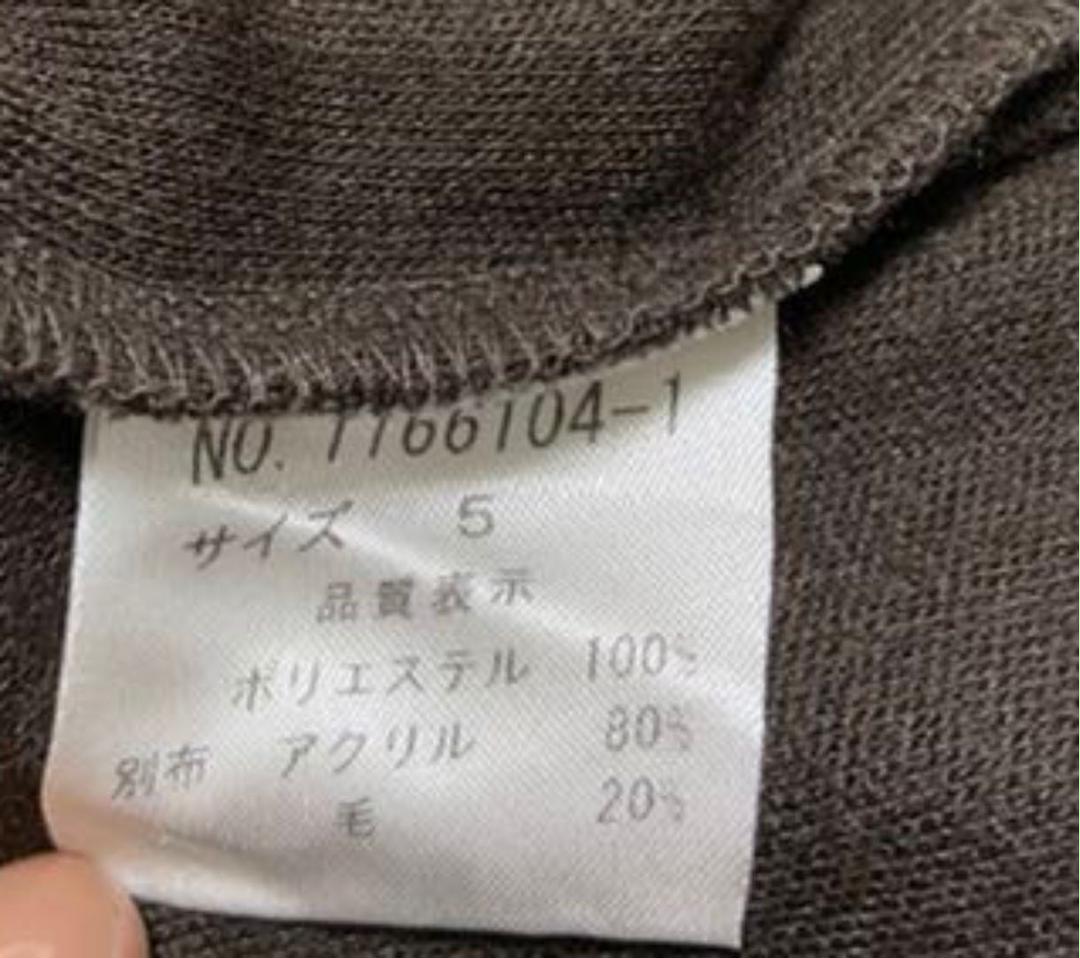 NO. 7766104-1
サイズ 5
品質表示
ポリエステル 100%
別布 アクリル 80%
毛 20%